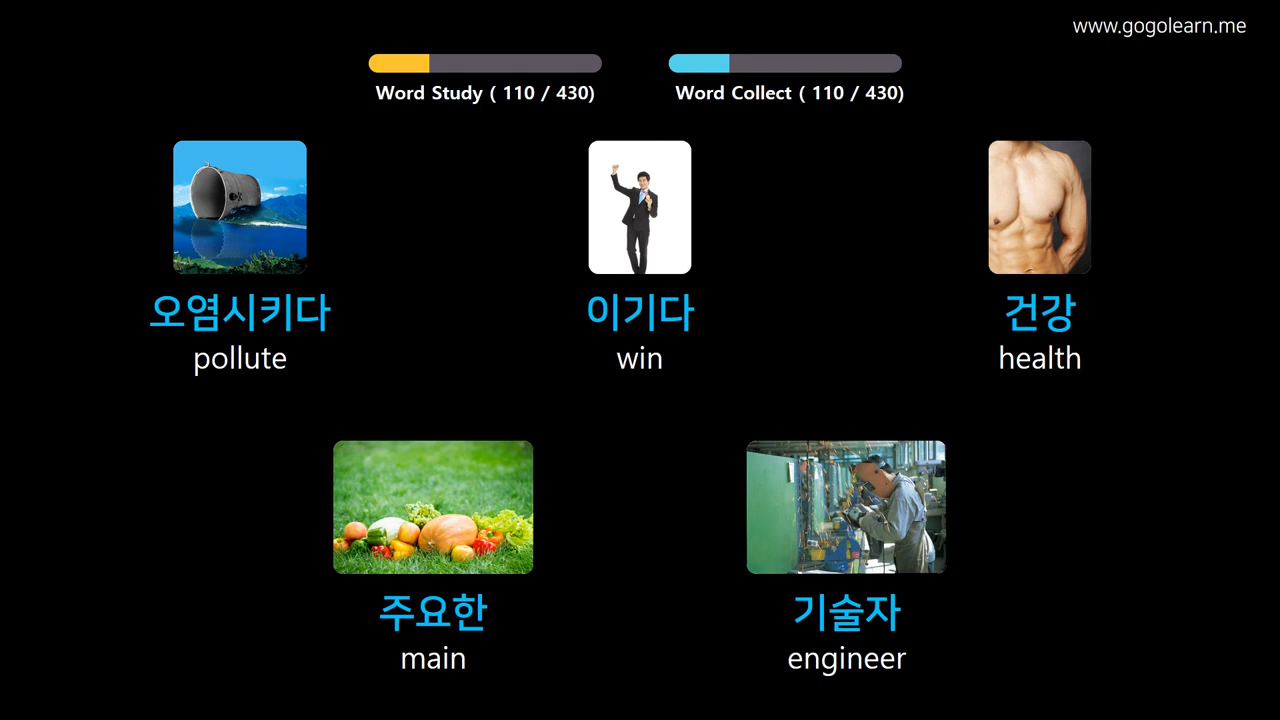 www.gogolearn.me
Word Study ( 110 / 430)
Word Collect ( 110 / 430)
오염시키다
pollute
이기다
win
건강
health
주요한
main
기술자
engineer